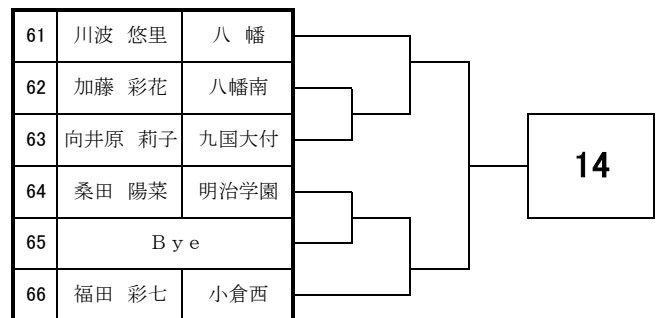 61 川波 悠里 八 幡
62 加藤 彩花 八幡南
63 向井原 莉子 九国大付
64 桑田 陽菜 明治学園
65 Ｂｙｅ
66 福田 彩七 小倉西
14